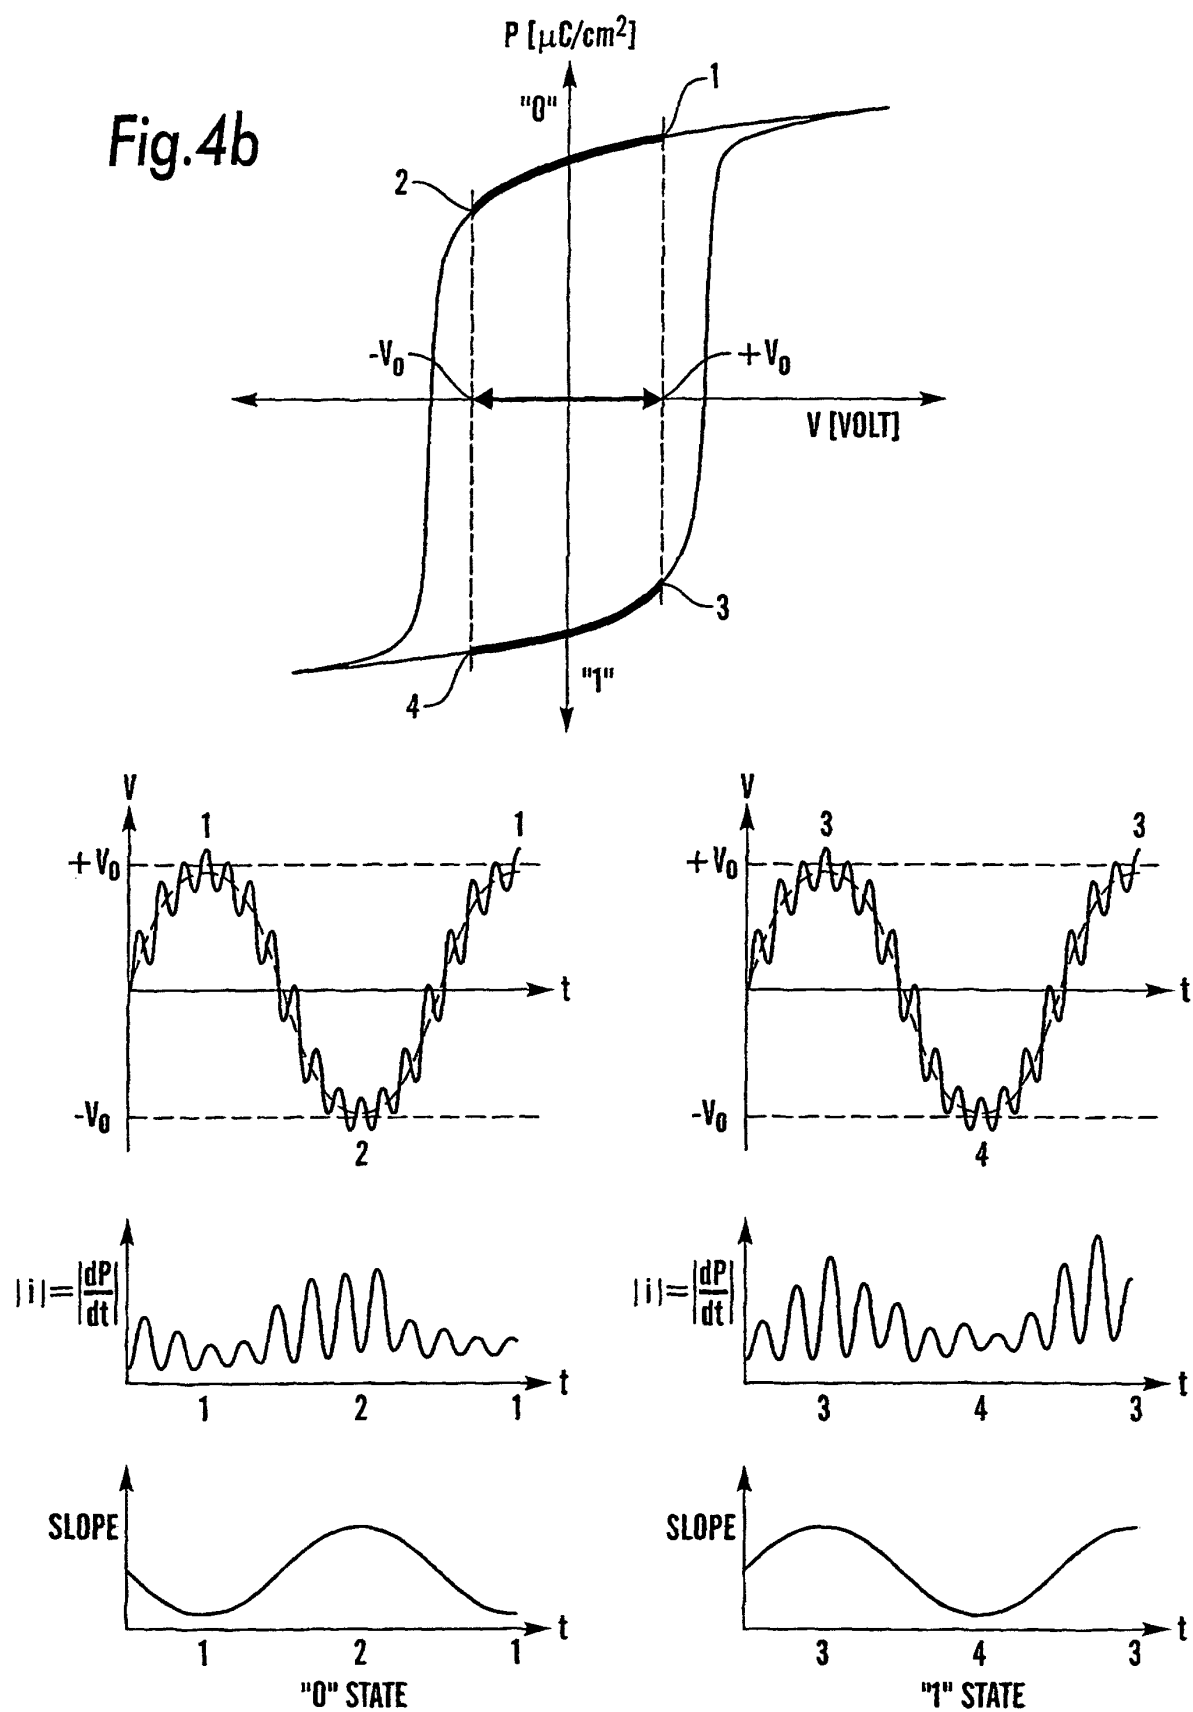 P [μC/cm²]
Fig.4b
"0"
1
2
-V₀
+V₀
V [VOLT]
3
"1"
4
V
1
1
+V₀
t
-V₀
2
V
3
3
+V₀
t
-V₀
4
|i|=|dP/dt|
t
1
2
1
|i|=|dP/dt|
t
3
4
3
SLOPE
t
1
2
1
"0" STATE
SLOPE
t
3
4
3
"1" STATE